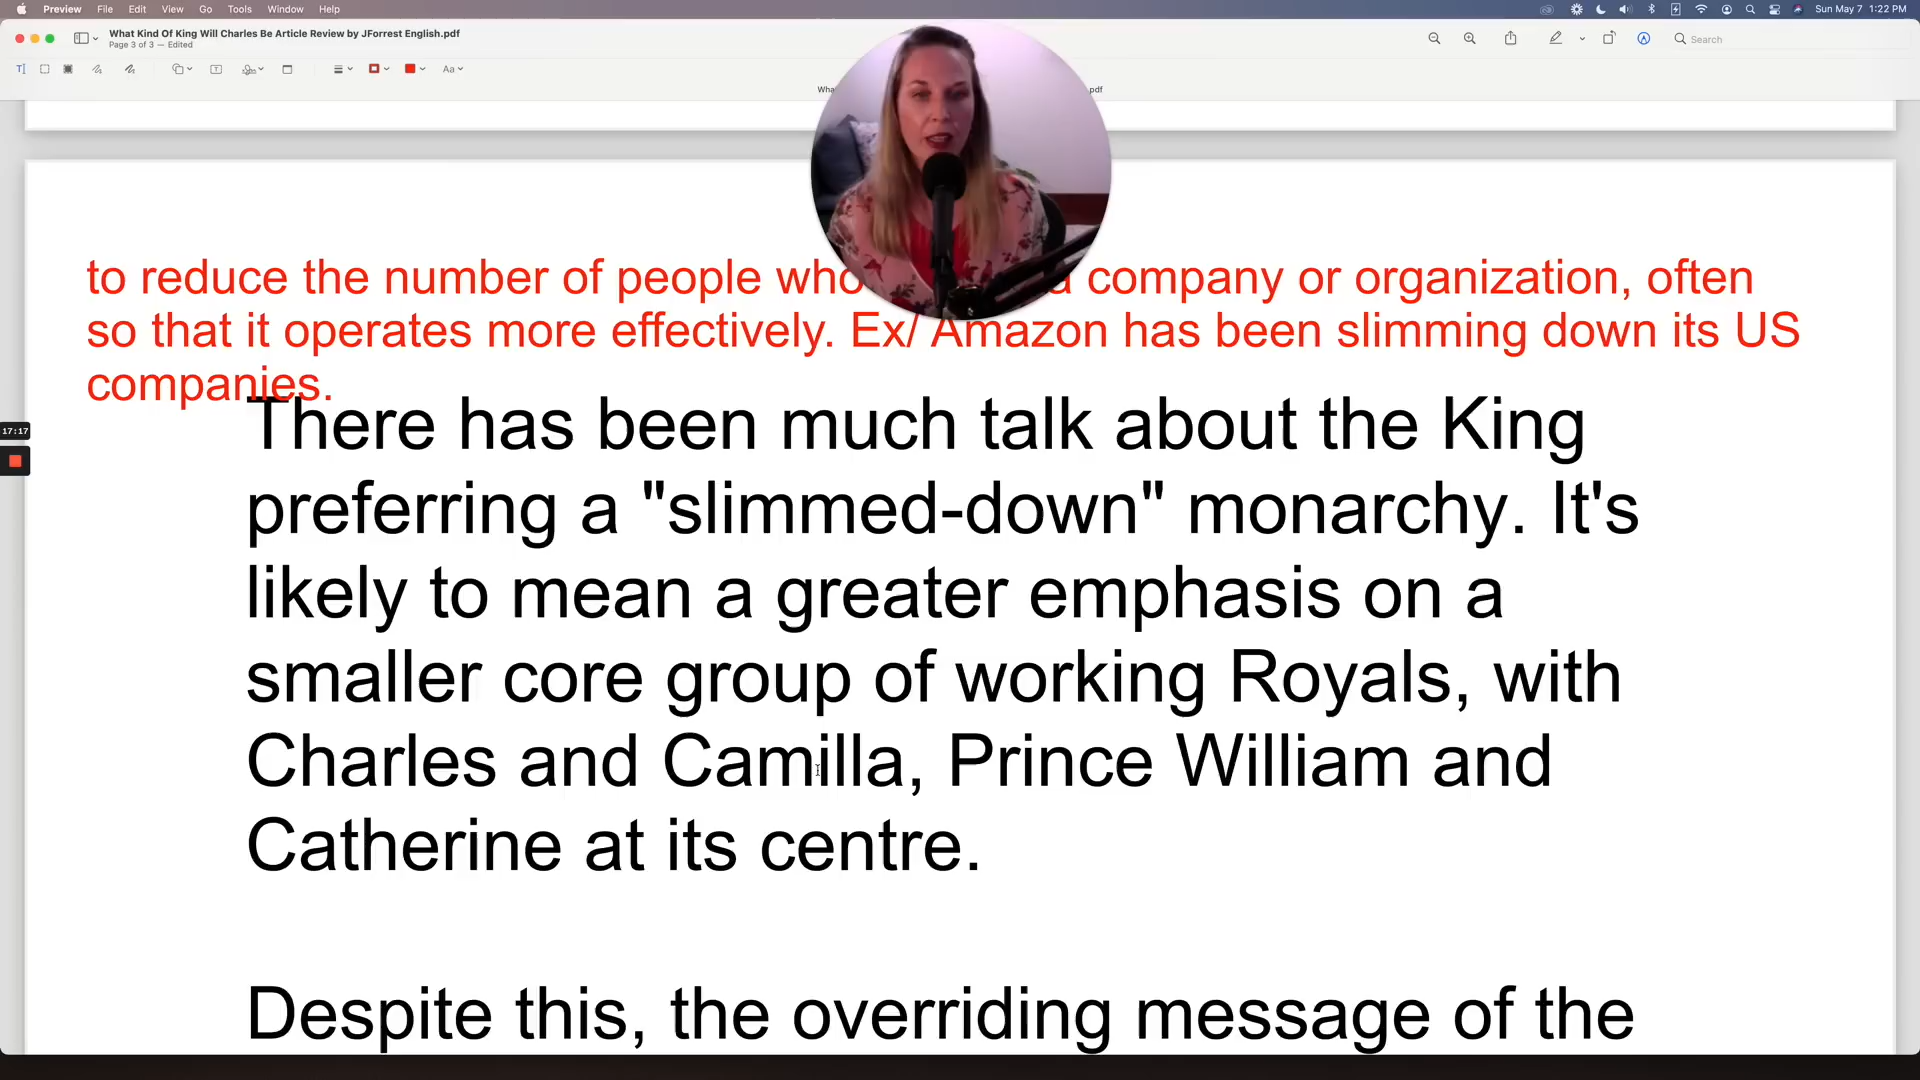 Preview File Edit View Go Tools Window Help Sun May 7 1:22 PM
What Kind Of King Will Charles Be Article Review by JForrest English.pdf
Page 3 of 3 — Edited
Search
Aa
.pdf
to reduce the number of people who company or organization, often
so that it operates more effectively. Ex/ Amazon has been slimming down its US
companies.
There has been much talk about the King
17:17
preferring a "slimmed-down" monarchy. It's
likely to mean a greater emphasis on a
smaller core group of working Royals, with
Charles and Camilla, Prince William and
Catherine at its centre.
Despite this, the overriding message of the